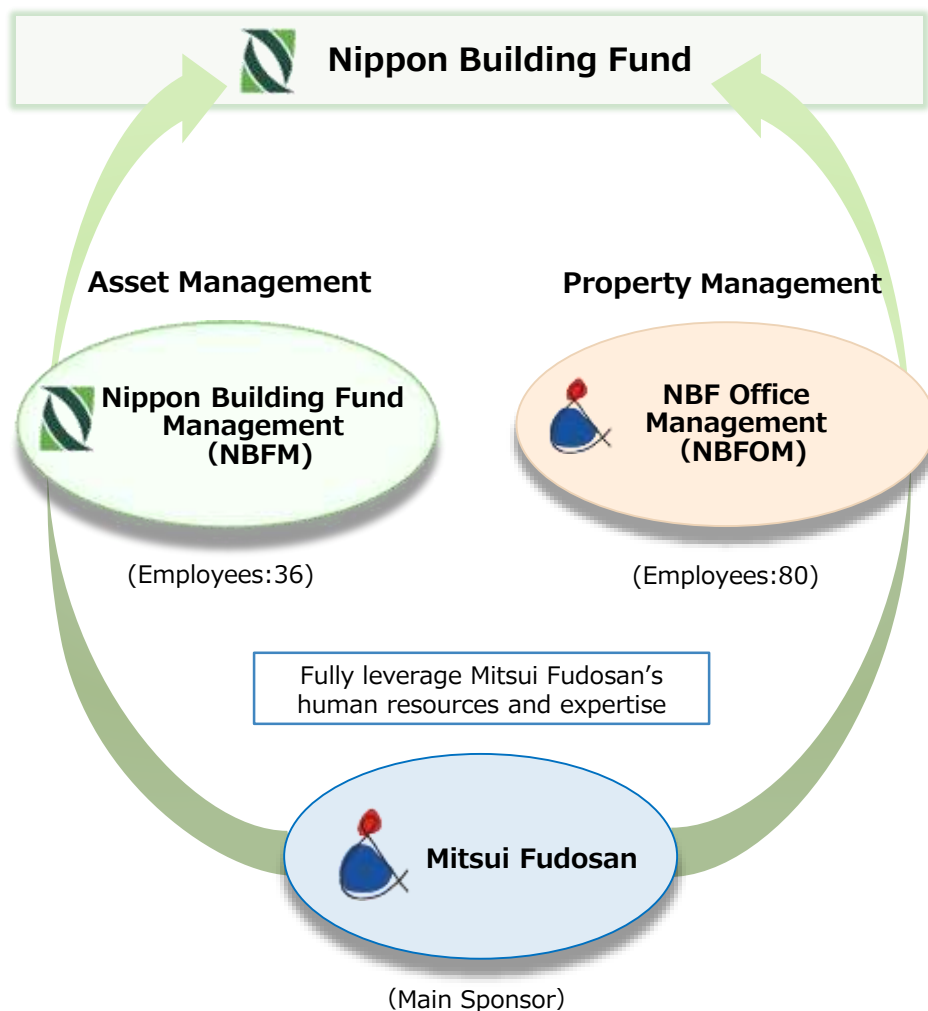 Nippon Building Fund
Asset Management
Nippon Building Fund
Management
(NBFM)
(Employees:36)
Property Management
NBF Office
Management
(NBFOM)
(Employees:80)
Fully leverage Mitsui Fudosan’s
human resources and expertise
Mitsui Fudosan
(Main Sponsor)